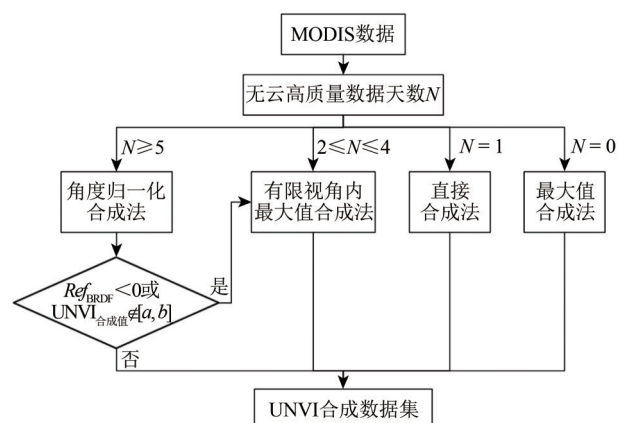 MODIS数据
无云高质量数据天数N
N≥5
2≤N≤4
N=1
N=0
角度归一化
合成法
有限视角内
最大值合成法
直接
合成法
最大值
合成法
Ref_BRDF<0或
UNVI_合成值∉[a,b]
是
否
UNVI合成数据集